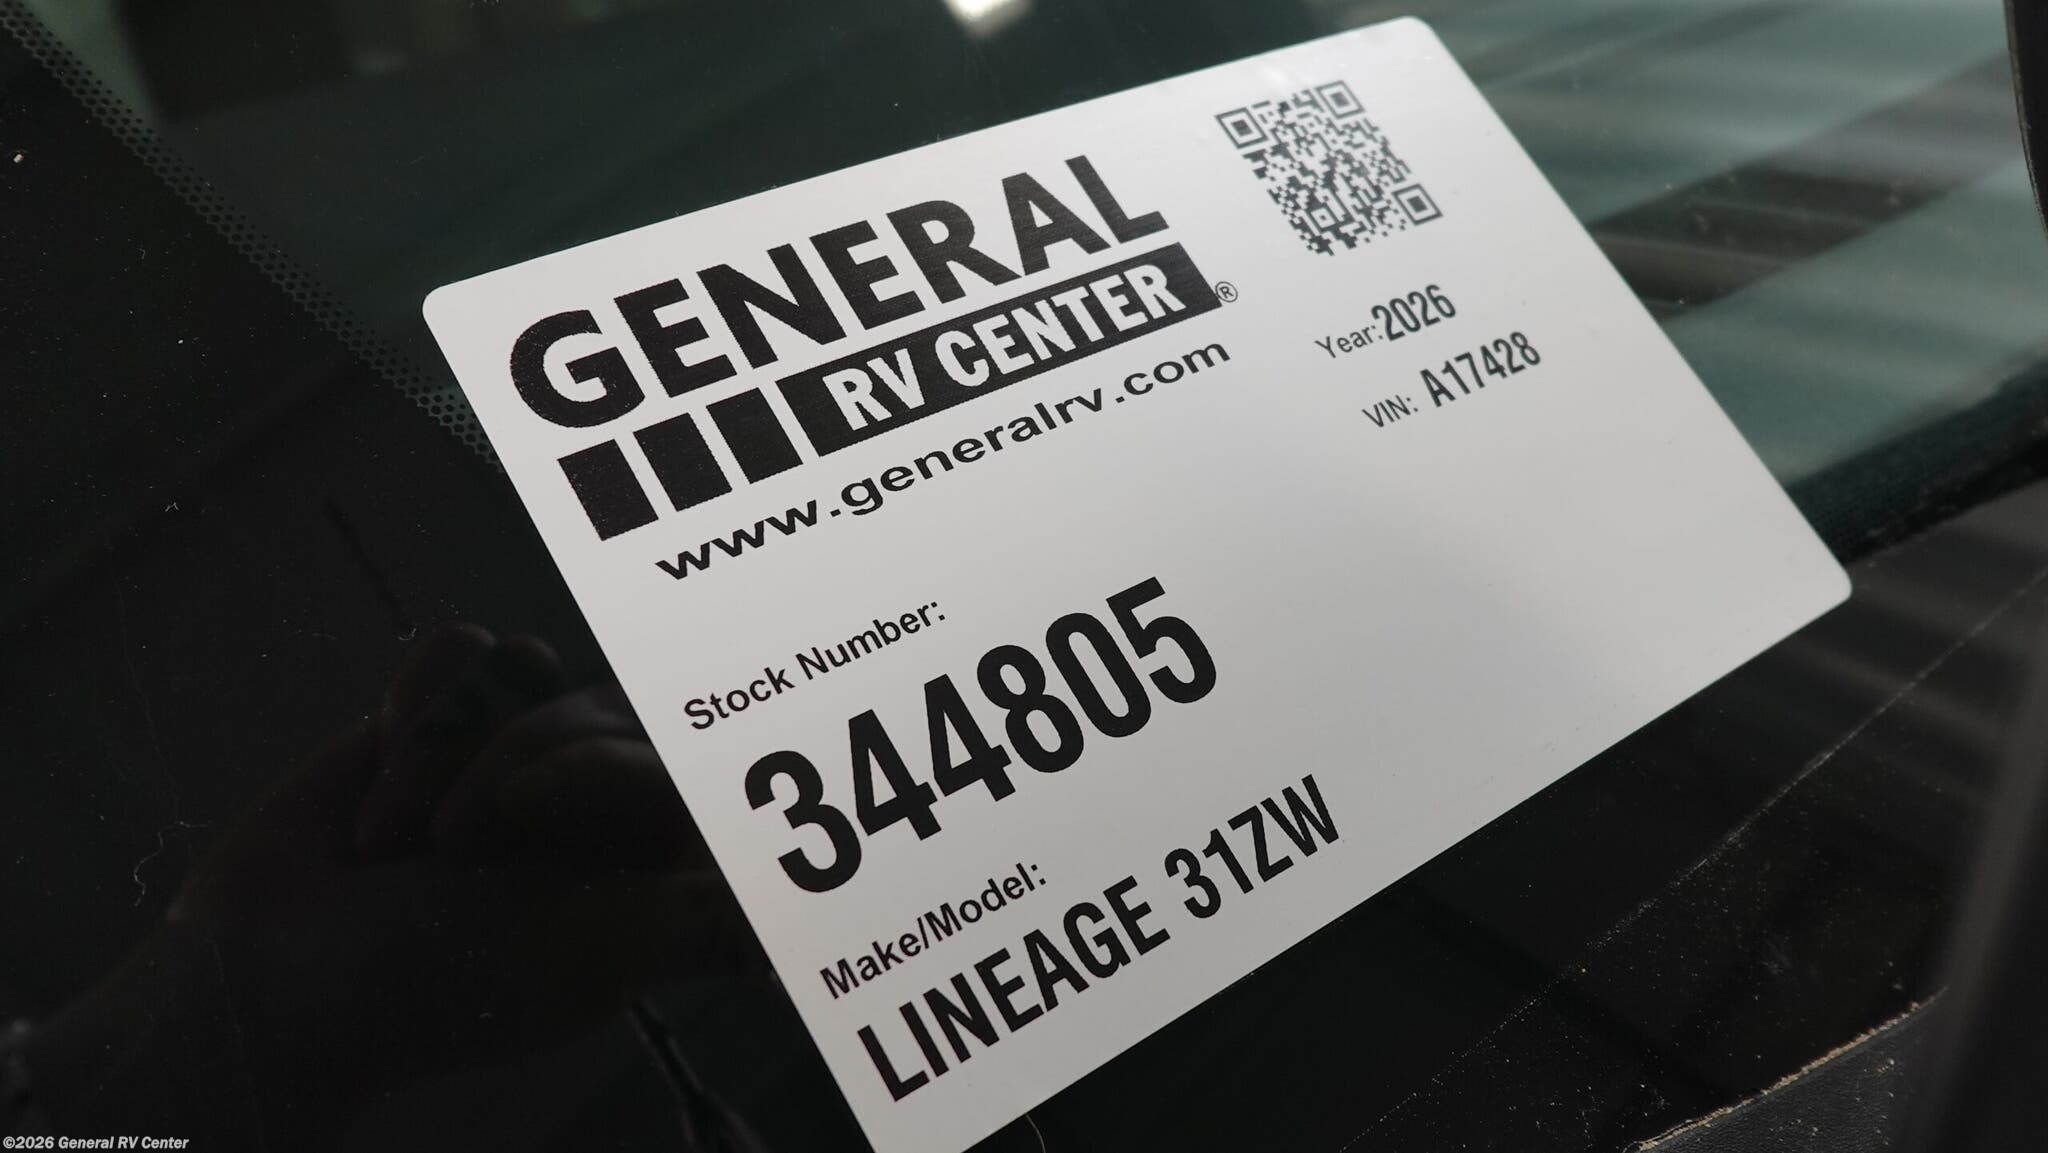 GENERAL
RV CENTER®
www.generalrv.com
Year:2026
VIN: A17428
Stock Number:
344805
Make/Model:
LINEAGE 31ZW
©2026 General RV Center